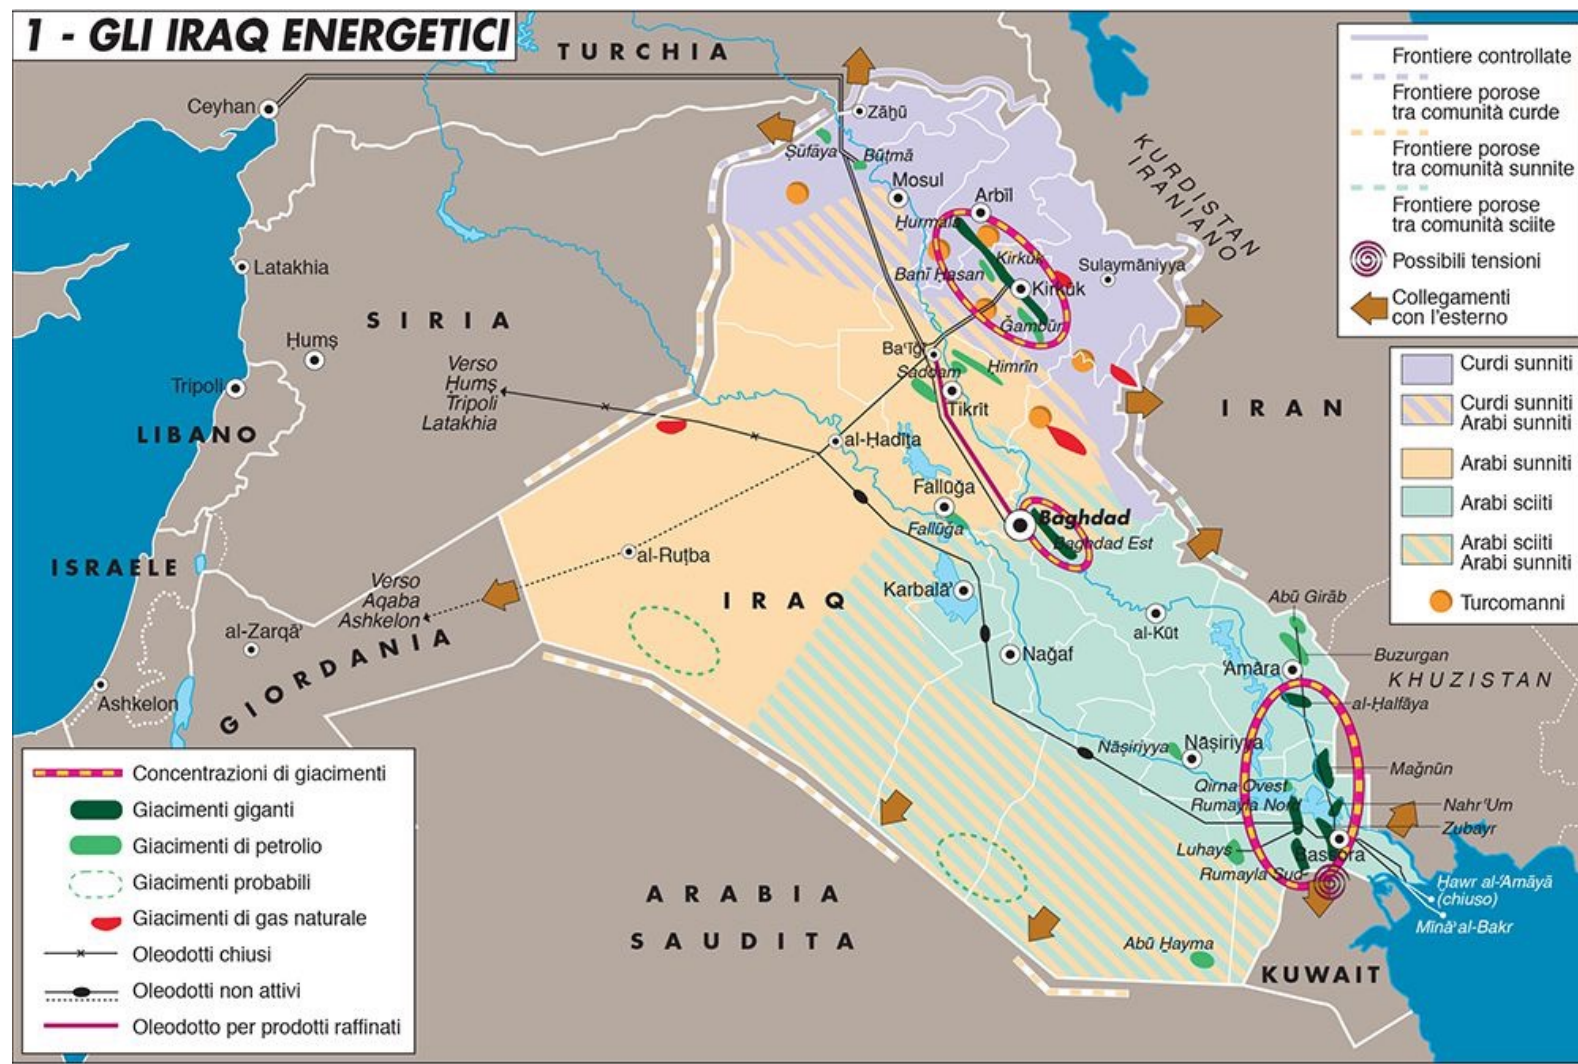 1 - GLI IRAQ ENERGETICI
TURCHIA
Ceyhan
Zāḫū
Ṣūfāya
Būṭmā
Mosul
Arbīl
KURDISTAN
IRANIANO
Ḫurmala
Kirkūk
Banī Ḥasan
Sulaymāniyya
Kirkūk
Latakhia
SIRIA
Ǧambūr
Ḥumṣ
Ba'īǧī
Ḥimrīn
Saddam
Verso
Ḥumṣ
Tripoli
Latakhia
Tripoli
Tikrīt
IRAN
LIBANO
al-Ḥadīṯa
Fallūǧa
Fallūǧa
Baghdad
Baghdad Est
ISRAELE
al-Ruṭba
Verso
Aqaba
Ashkelon
IRAQ
Karbalā'
al-Kūt
Abū Girāb
al-Zarqā'
Naǧaf
'Amāra
Buzurgan
KHUZISTAN
Ashkelon
GIORDANIA
al-Ḥalfāya
Nāṣiriyya
Nāṣiriyya
Maǧnūn
Qirna Ovest
Rumayla Nord
Nahr 'Um
Zubayr
Luhays
Bassora
Rumayla Sud
ARABIA
SAUDITA
Ḫawr al-'Amāyā
(chiuso)
Mīnā' al-Bakr
Abū Ḫayma
KUWAIT
Frontiere controllate
Frontiere porose
tra comunità curde
Frontiere porose
tra comunità sunnite
Frontiere porose
tra comunità sciite
Possibili tensioni
Collegamenti
con l'esterno
Curdi sunniti
Curdi sunniti
Arabi sunniti
Arabi sunniti
Arabi sciiti
Arabi sciiti
Arabi sunniti
Turcomanni
Concentrazioni di giacimenti
Giacimenti giganti
Giacimenti di petrolio
Giacimenti probabili
Giacimenti di gas naturale
Oleodotti chiusi
Oleodotti non attivi
Oleodotto per prodotti raffinati